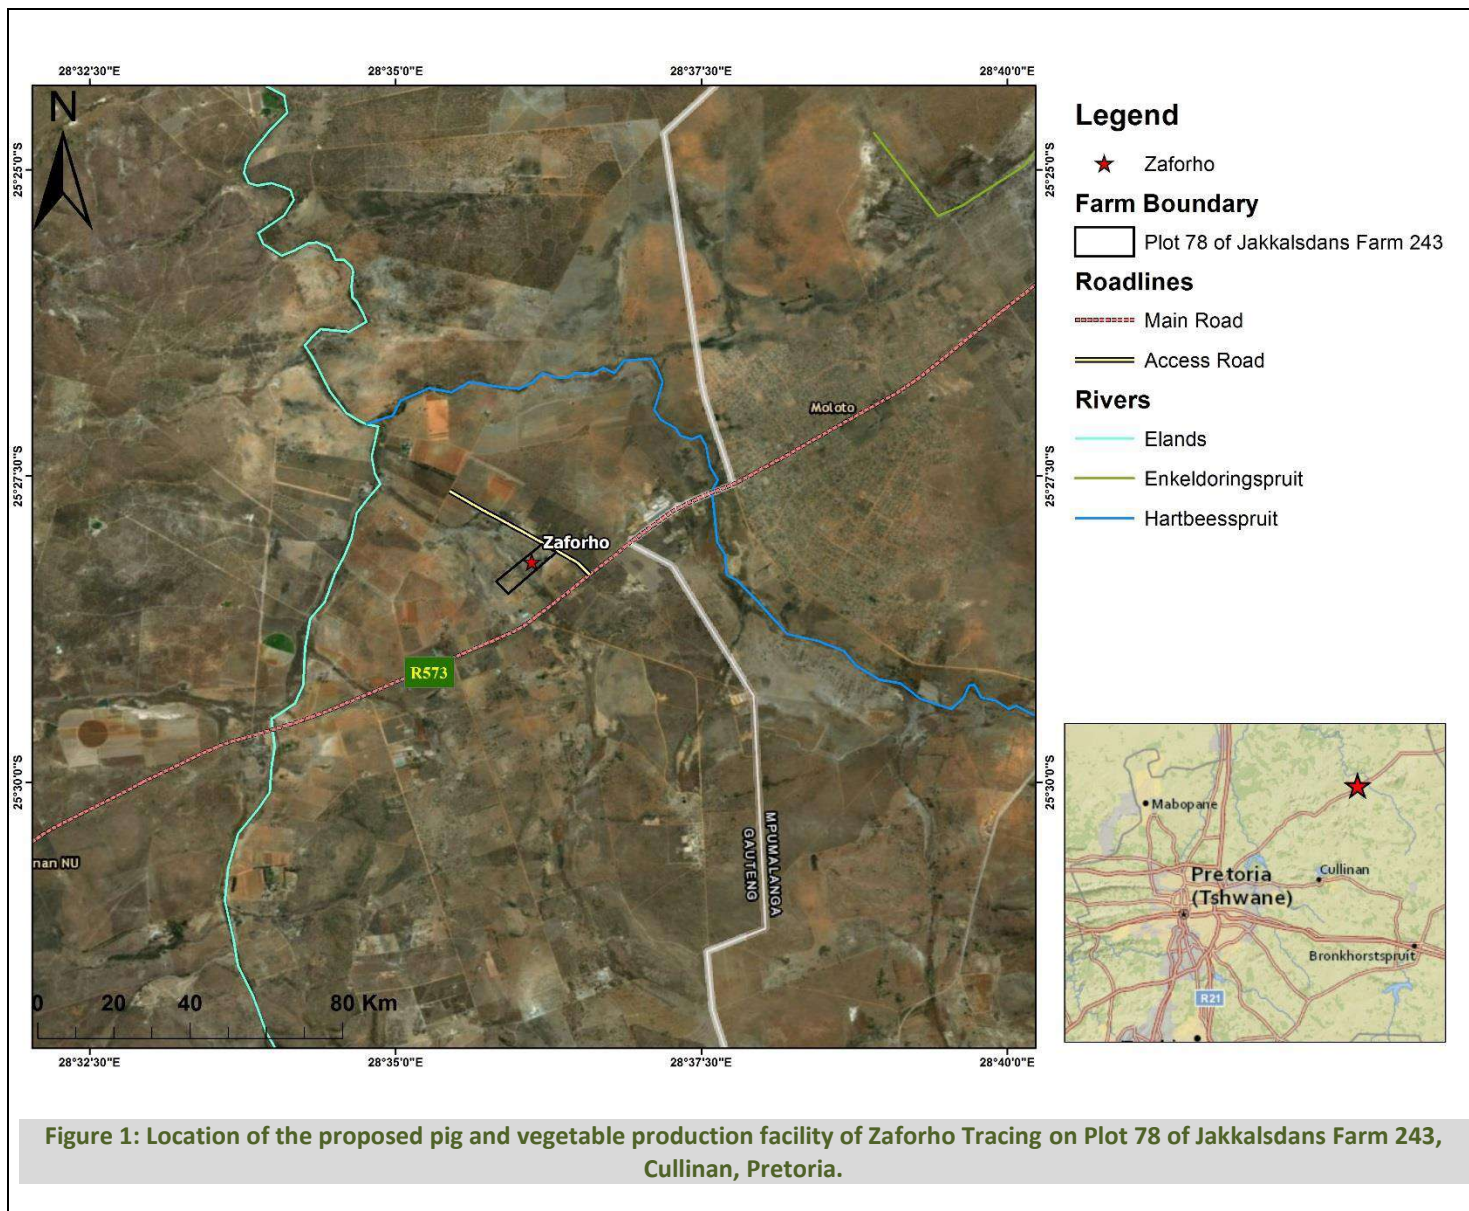 28°32'30"E 28°35'0"E 28°37'30"E 28°40'0"E
N
25°25'0"S
25°27'30"S
25°30'0"S
25°25'0"S
25°27'30"S
25°30'0"S
Moloto
Zaforho
R573
nan NU
GAUTENG
MPUMALANGA
0 20 40 80 Km
28°32'30"E 28°35'0"E 28°37'30"E 28°40'0"E
Legend
Zaforho
Farm Boundary
Plot 78 of Jakkalsdans Farm 243
Roadlines
Main Road
Access Road
Rivers
Elands
Enkeldoringspruit
Hartbeesspruit
Mabopane
Cullinan
Pretoria
(Tshwane)
Bronkhorstspruit
R21
Figure 1: Location of the proposed pig and vegetable production facility of Zaforho Tracing on Plot 78 of Jakkalsdans Farm 243,
Cullinan, Pretoria.